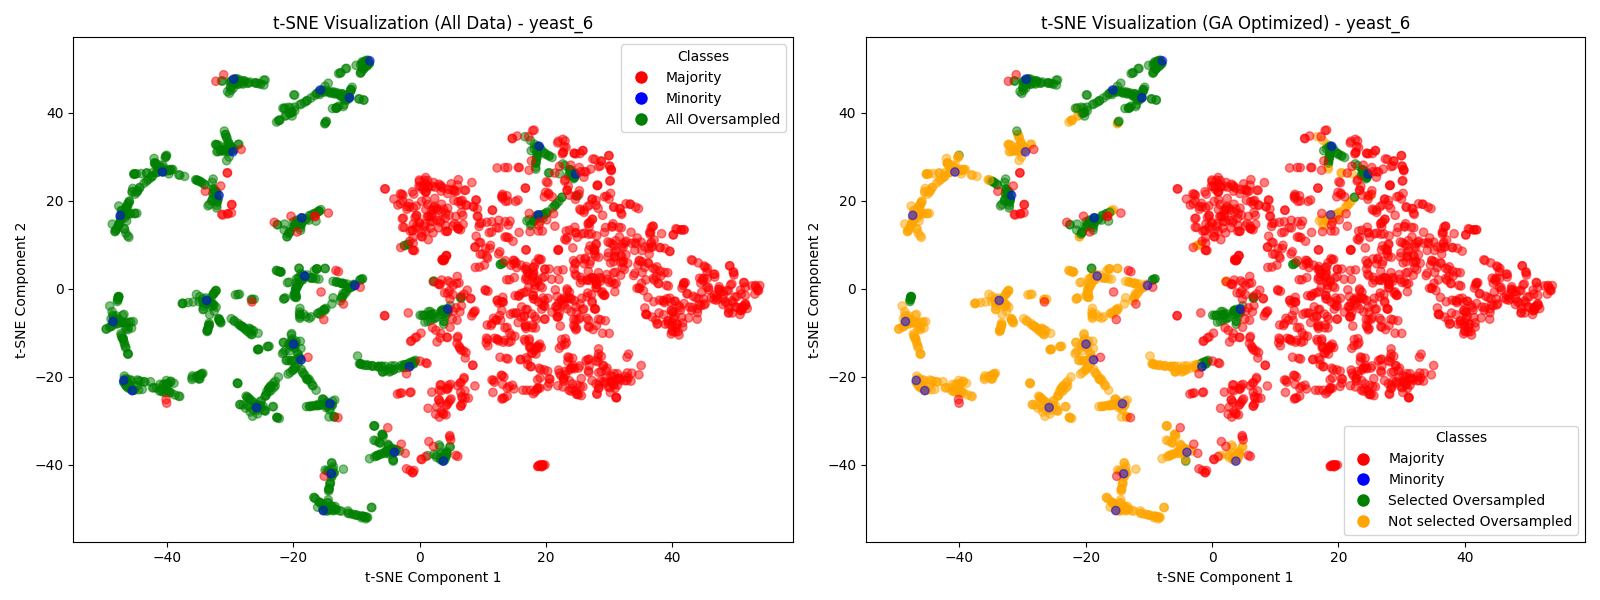 t-SNE Visualization (All Data) - yeast_6
t-SNE Component 2
40
20
0
−20
−40
−40
−20
0
20
40
t-SNE Component 1
Classes
Majority
Minority
All Oversampled
t-SNE Visualization (GA Optimized) - yeast_6
t-SNE Component 2
40
20
0
−20
−40
−40
−20
0
20
40
t-SNE Component 1
Classes
Majority
Minority
Selected Oversampled
Not selected Oversampled